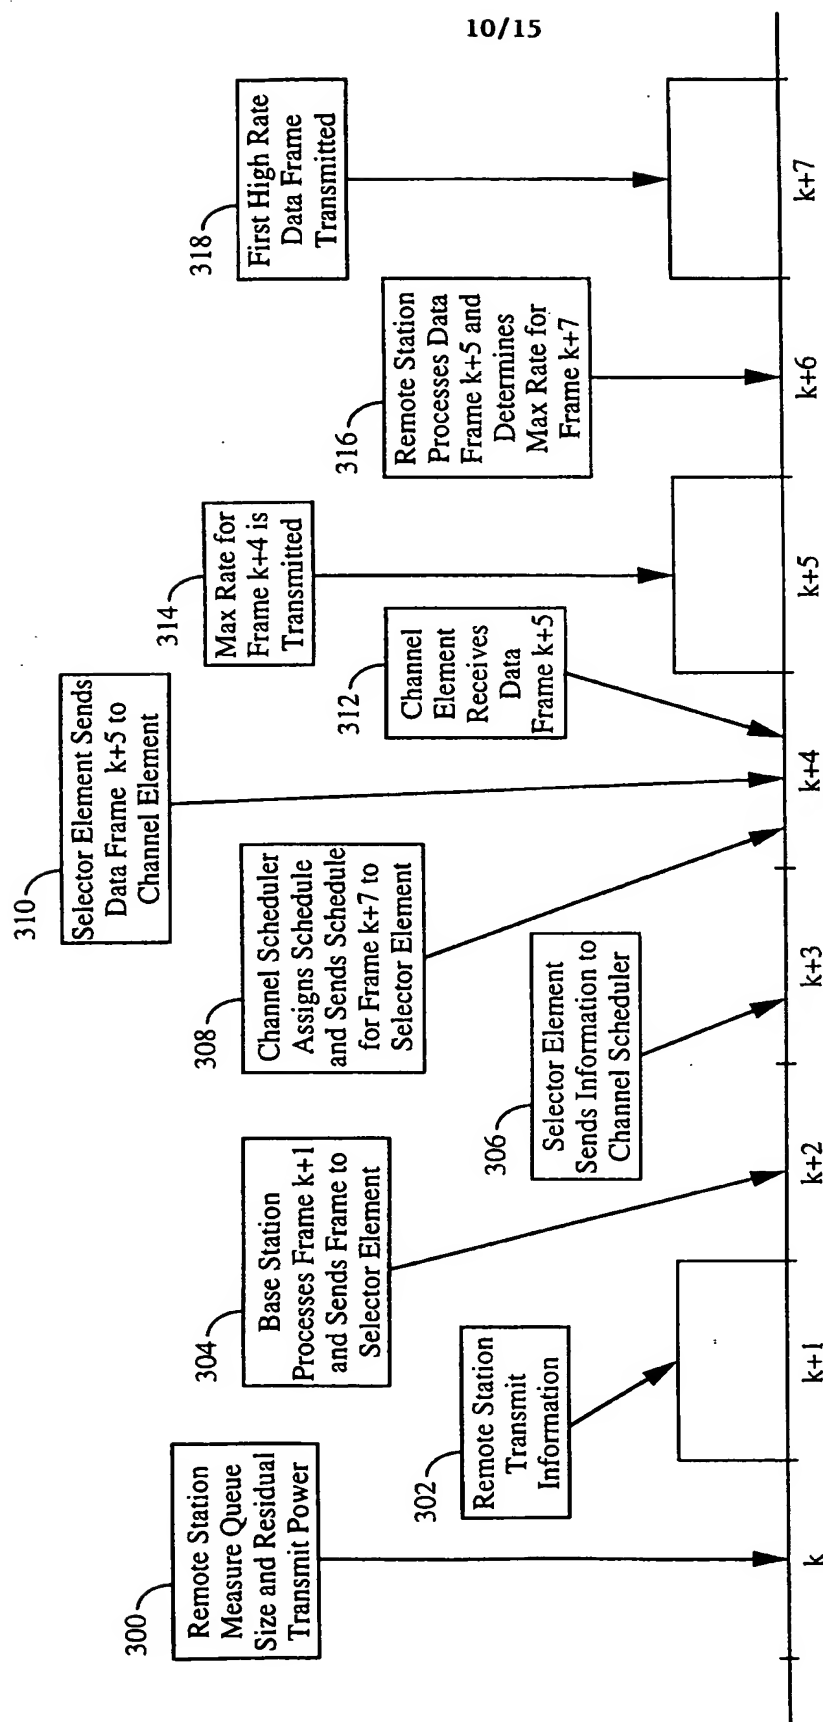 10/15
300
Remote Station
Measure Queue
Size and Residual
Transmit Power
302
Remote Station
Transmit
Information
304
Base Station
Processes Frame k+1
and Sends Frame to
Selector Element
306
Selector Element
Sends Information to
Channel Scheduler
308
Channel Scheduler
Assigns Schedule
and Sends Schedule
for Frame k+7 to
Selector Element
310
Selector Element Sends
Data Frame k+5 to
Channel Element
312
Channel
Element
Receives
Data
Frame k+5
314
Max Rate for
Frame k+4 is
Transmitted
316
Remote Station
Processes Data
Frame k+5 and
Determines
Max Rate for
Frame k+7
318
First High Rate
Data Frame
Transmitted
k
k+1
k+2
k+3
k+4
k+5
k+6
k+7